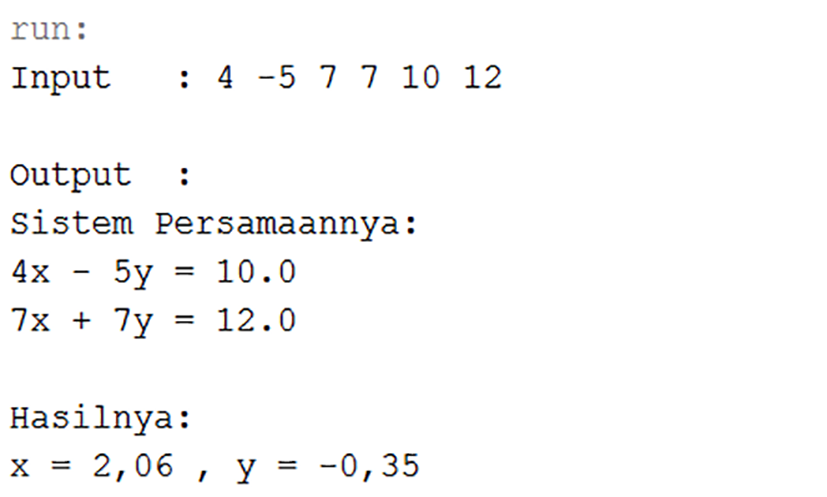 run:
Input : 4 -5 7 7 10 12
Output :
Sistem Persamaannya:
4x - 5y = 10.0
7x + 7y = 12.0
Hasilnya:
x = 2,06 , y = -0,35